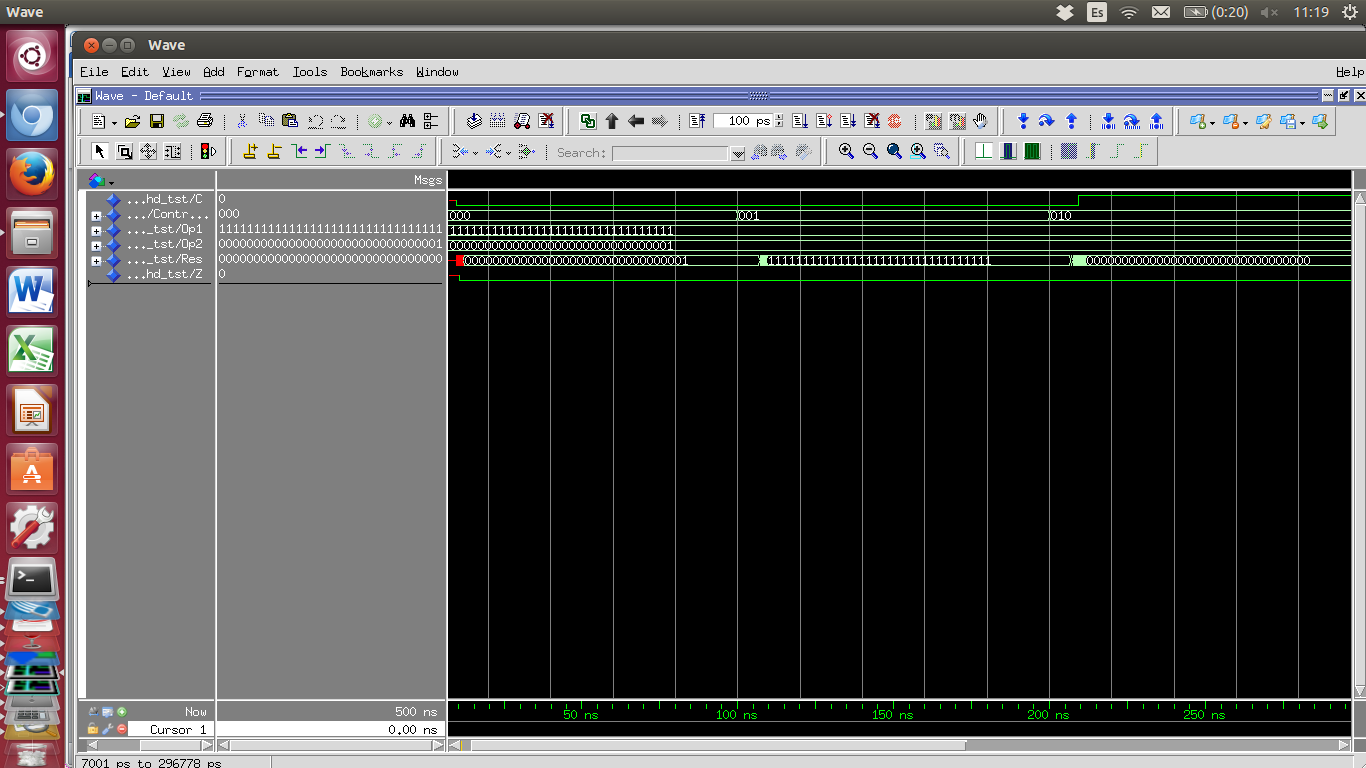 Wave
Es
(0:20)
11:19
Wave
File Edit View Add Format Tools Bookmarks Window Help
Wave - Default
100 ps
Search:
Msgs
...hd_tst/C 0
.../Contr... 000 000 001 010
..._tst/Op1 11111111111111111111111111111111 11111111111111111111111111111111
..._tst/Op2 00000000000000000000000000000001 00000000000000000000000000000001
..._tst/Res 00000000000000000000000000000000 00000000000000000000000000000001 11111111111111111111111111111111 00000000000000000000000000000000
...hd_tst/Z 0
Now 500 ns 50 ns 100 ns 150 ns 200 ns 250 ns
Cursor 1 0.00 ns
7001 ps to 296778 ps